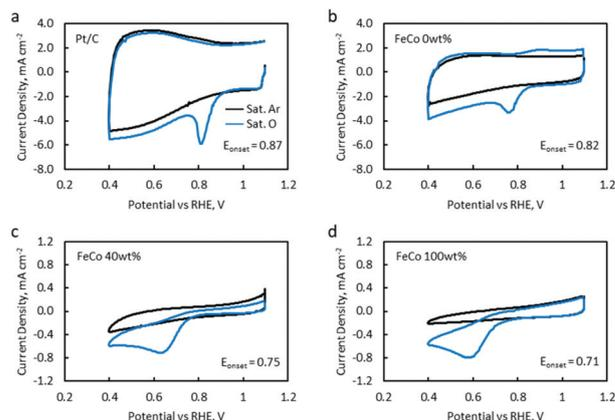 a
Pt/C
4.0
2.0
0.0
-2.0
-4.0
-6.0
-8.0
Current Density, mA cm⁻²
Sat. Ar
Sat. O
Eonset = 0.87
0.2 0.4 0.6 0.8 1 1.2
Potential vs RHE, V
b
FeCo 0wt%
4.0
2.0
0.0
-2.0
-4.0
-6.0
-8.0
Current Density, mA cm⁻²
Eonset = 0.82
0.2 0.4 0.6 0.8 1 1.2
Potential vs RHE, V
c
FeCo 40wt%
1.2
0.8
0.4
0.0
-0.4
-0.8
-1.2
Current Density, mA cm⁻²
Eonset = 0.75
0.2 0.4 0.6 0.8 1 1.2
Potential vs RHE, V
d
FeCo 100wt%
1.2
0.8
0.4
0.0
-0.4
-0.8
-1.2
Current Density, mA cm⁻²
Eonset = 0.71
0.2 0.4 0.6 0.8 1 1.2
Potential vs RHE, V